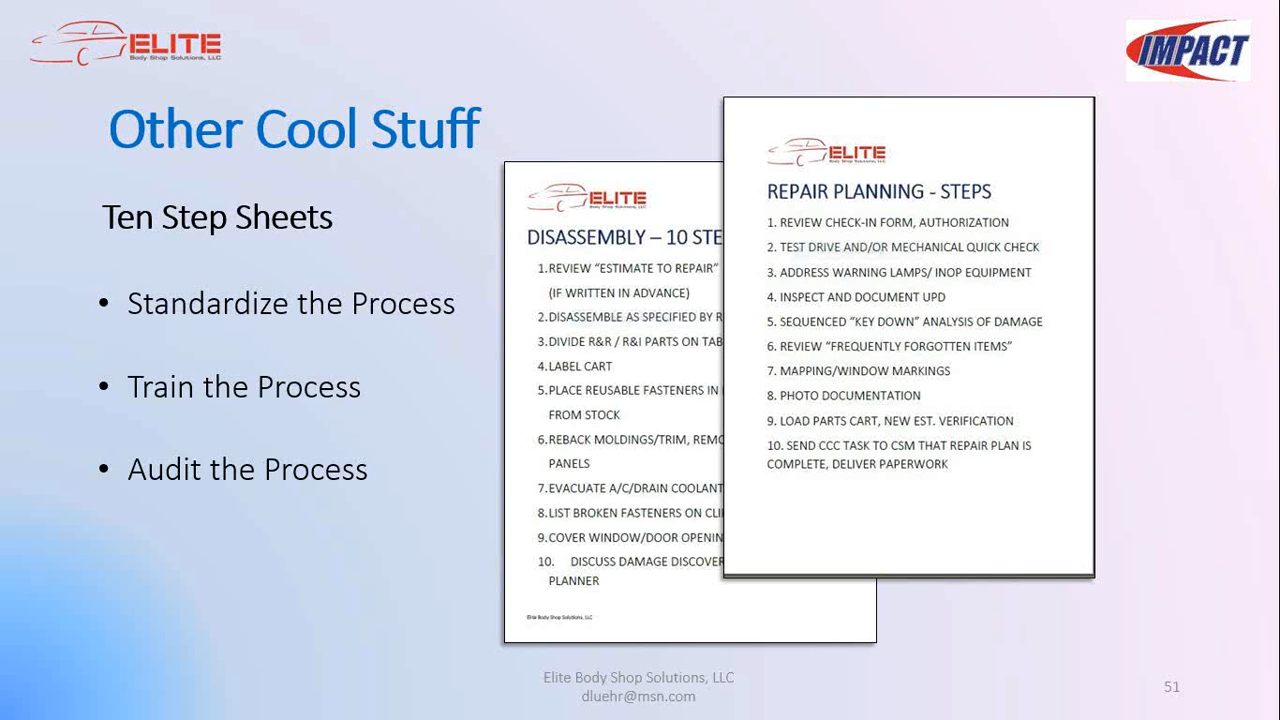 ELITE
Body Shop Solutions, LLC
IMPACT
Other Cool Stuff
Ten Step Sheets
• Standardize the Process
• Train the Process
• Audit the Process
ELITE
Body Shop Solutions, LLC
DISASSEMBLY – 10 STE
1.REVIEW “ESTIMATE TO REPAIR”
(IF WRITTEN IN ADVANCE)
2.DISASSEMBLE AS SPECIFIED BY R
3.DIVIDE R&R / R&I PARTS ON TAB
4.LABEL CART
5.PLACE REUSABLE FASTENERS IN
FROM STOCK
6.REBACK MOLDINGS/TRIM, REMO
PANELS
7.EVACUATE A/C/DRAIN COOLANT
8.LIST BROKEN FASTENERS ON CLI
9.COVER WINDOW/DOOR OPENIN
10. DISCUSS DAMAGE DISCOVER
PLANNER
Elite Body Shop Solutions, LLC
ELITE
Body Shop Solutions, LLC
REPAIR PLANNING - STEPS
1. REVIEW CHECK-IN FORM, AUTHORIZATION
2. TEST DRIVE AND/OR MECHANICAL QUICK CHECK
3. ADDRESS WARNING LAMPS/ INOP EQUIPMENT
4. INSPECT AND DOCUMENT UPD
5. SEQUENCED “KEY DOWN” ANALYSIS OF DAMAGE
6. REVIEW “FREQUENTLY FORGOTTEN ITEMS”
7. MAPPING/WINDOW MARKINGS
8. PHOTO DOCUMENTATION
9. LOAD PARTS CART, NEW EST. VERIFICATION
10. SEND CCC TASK TO CSM THAT REPAIR PLAN IS
COMPLETE, DELIVER PAPERWORK
Elite Body Shop Solutions, LLC
dluehr@msn.com
51